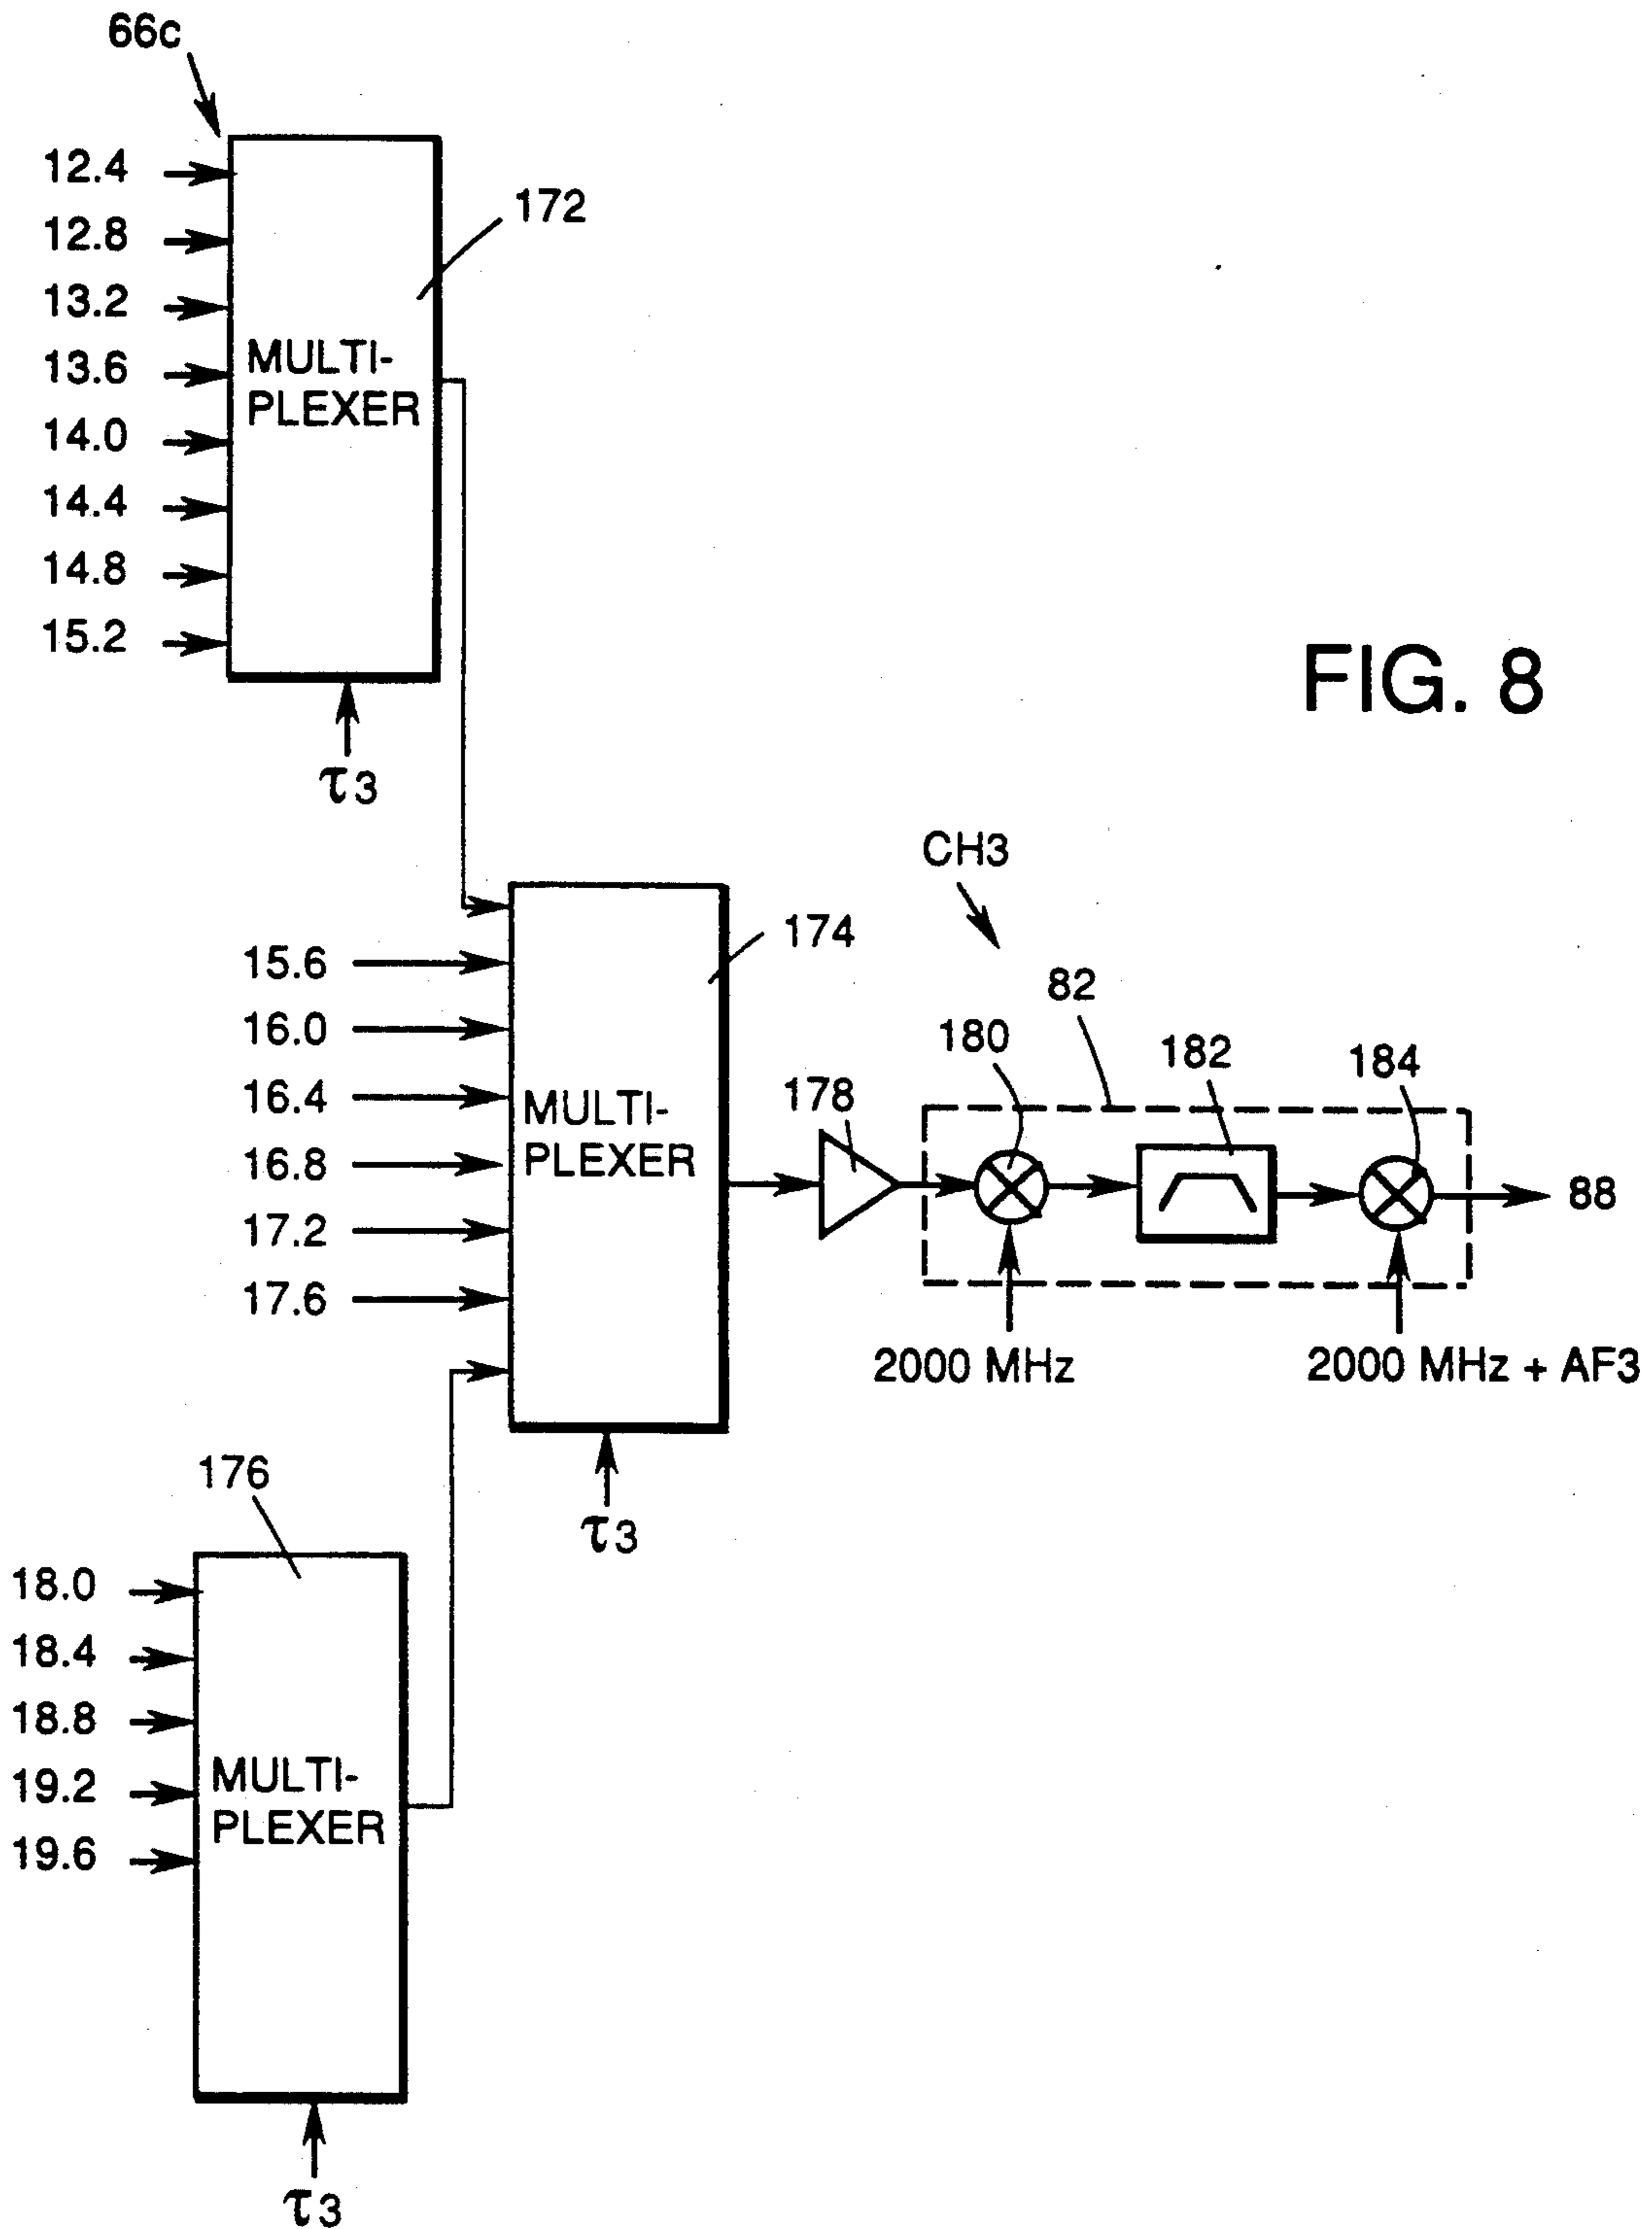 66c
12.4
12.8
13.2
13.6
14.0
14.4
14.8
15.2
172
MULTI-
PLEXER
τ3
FIG. 8
15.6
16.0
16.4
16.8
17.2
17.6
174
MULTI-
PLEXER
τ3
CH3
82
178
180
182
184
88
2000 MHz
2000 MHz + AF3
176
18.0
18.4
18.8
19.2
19.6
MULTI-
PLEXER
τ3